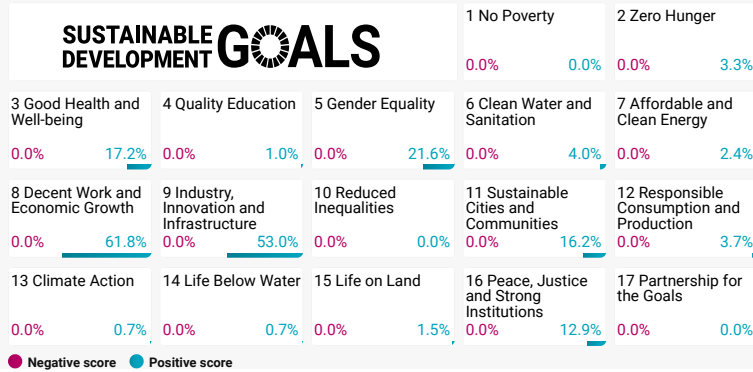 SUSTAINABLE
DEVELOPMENT
GOALS
1 No Poverty
0.0% 0.0%
2 Zero Hunger
0.0% 3.3%
3 Good Health and
Well-being
0.0% 17.2%
4 Quality Education
0.0% 1.0%
5 Gender Equality
0.0% 21.6%
6 Clean Water and
Sanitation
0.0% 4.0%
7 Affordable and
Clean Energy
0.0% 2.4%
8 Decent Work and
Economic Growth
0.0% 61.8%
9 Industry,
Innovation and
Infrastructure
0.0% 53.0%
10 Reduced
Inequalities
0.0% 0.0%
11 Sustainable
Cities and
Communities
0.0% 16.2%
12 Responsible
Consumption and
Production
0.0% 3.7%
13 Climate Action
0.0% 0.7%
14 Life Below Water
0.0% 0.7%
15 Life on Land
0.0% 1.5%
16 Peace, Justice
and Strong
Institutions
0.0% 12.9%
17 Partnership for
the Goals
0.0% 0.0%
Negative score Positive score